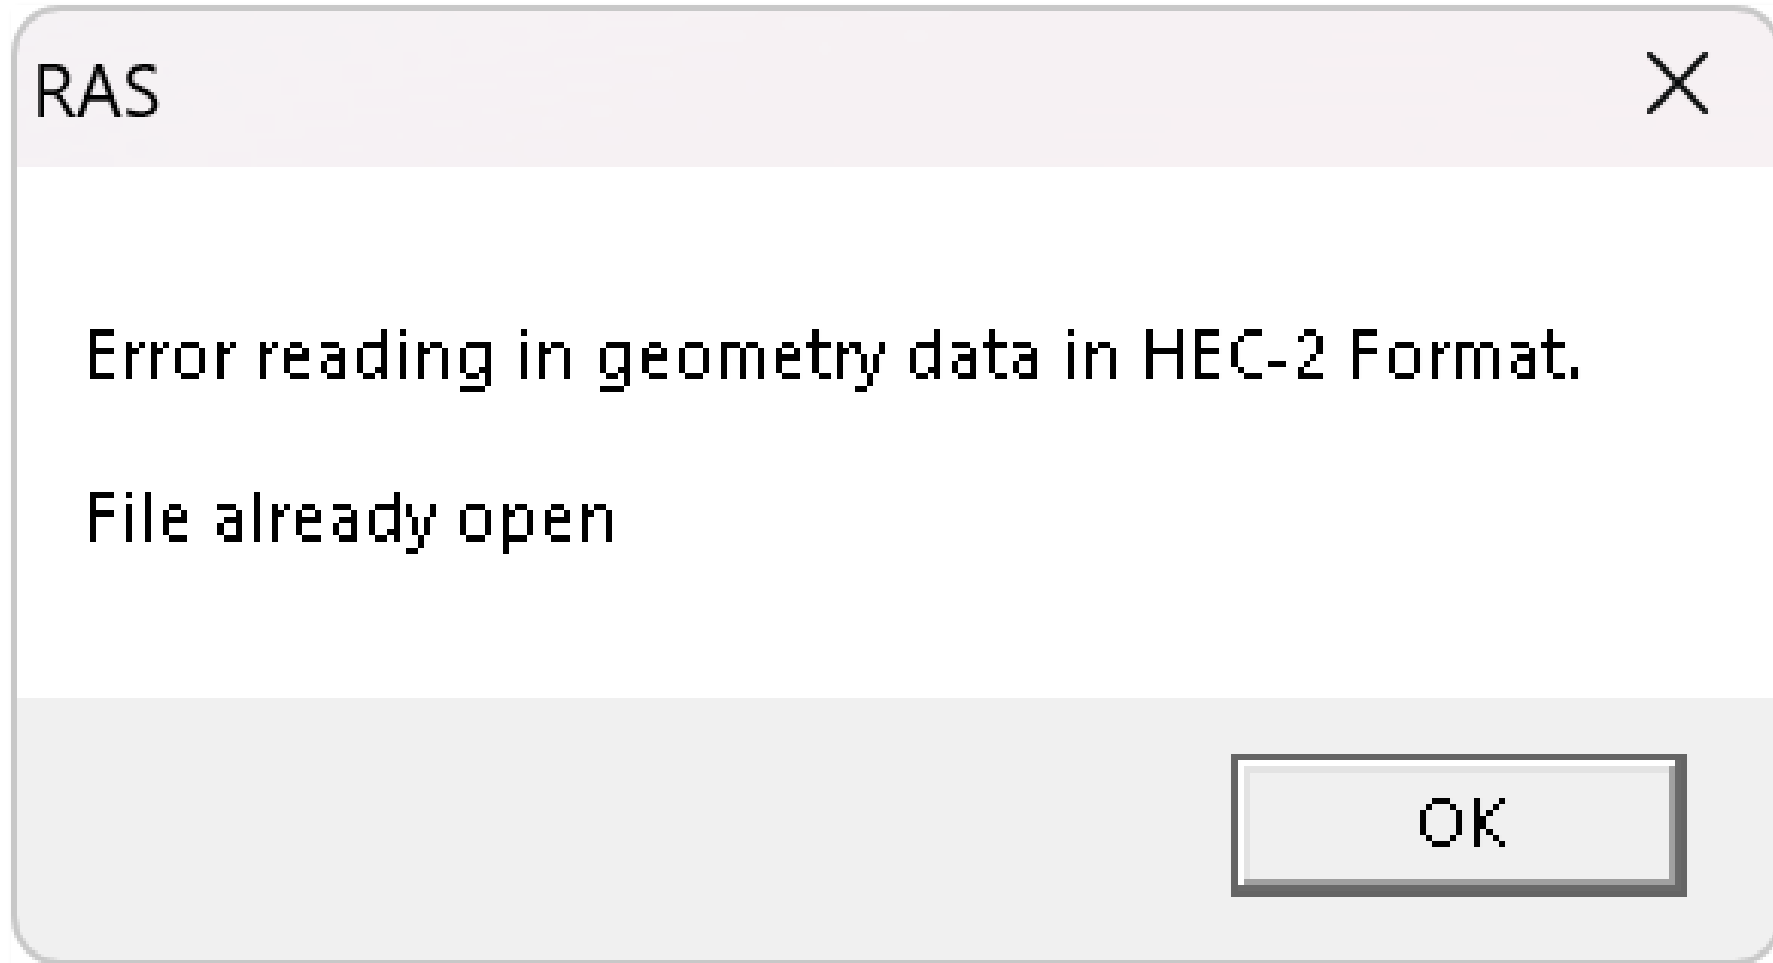 RAS
Error reading in geometry data in HEC-2 Format.
File already open
OK